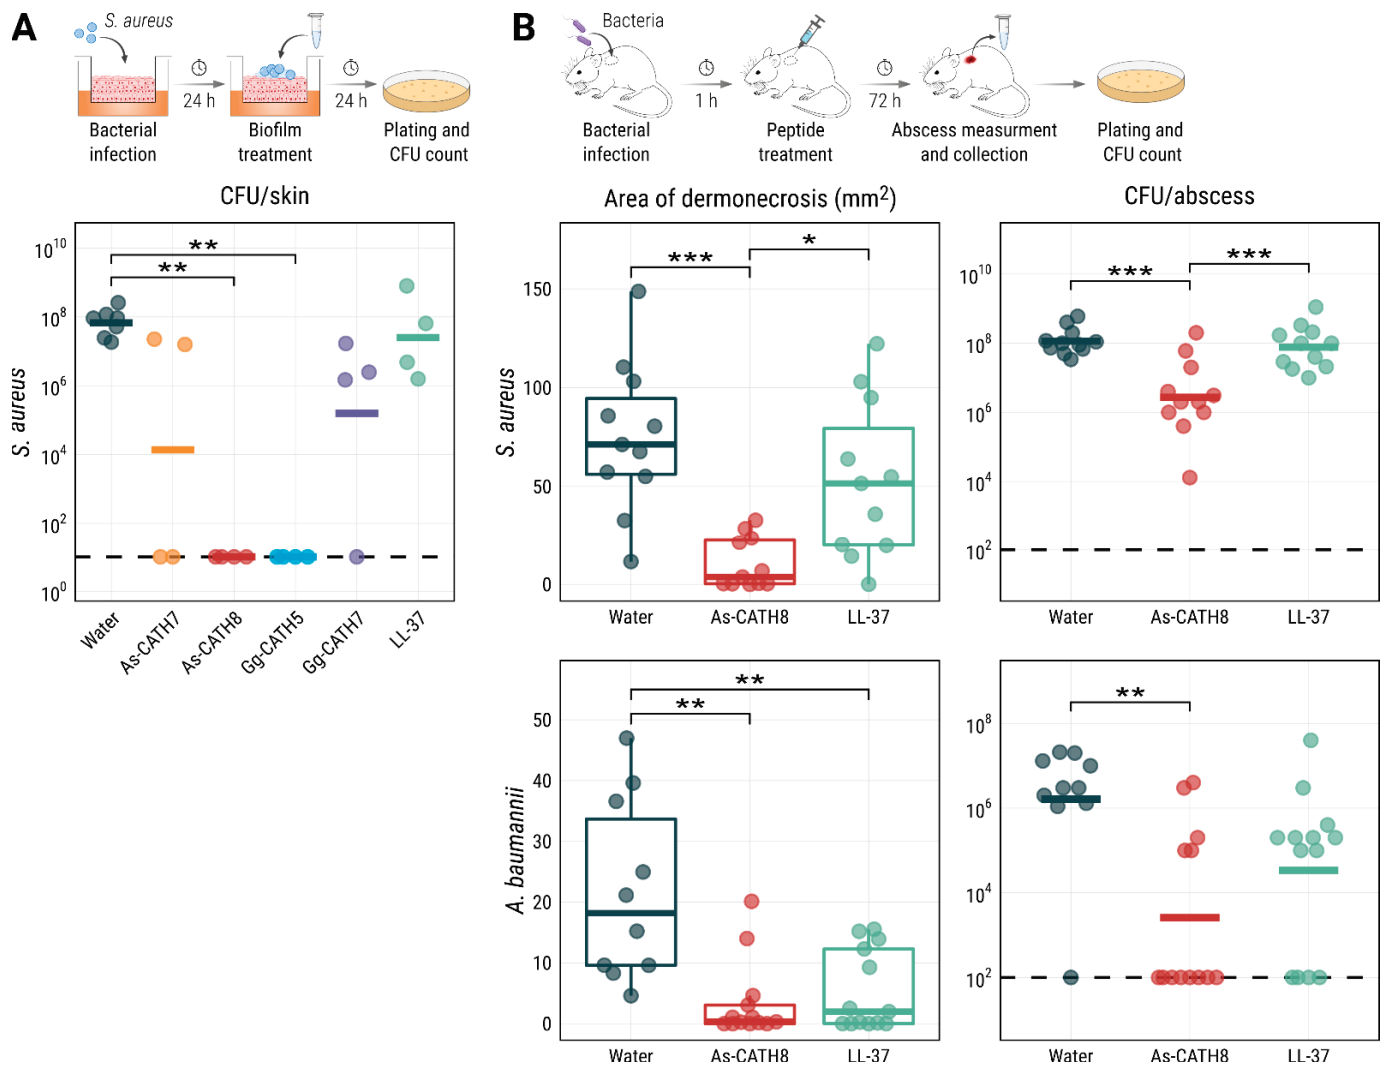 A
S. aureus
24 h
24 h
Bacterial
infection
Biofilm
treatment
Plating and
CFU count
B
Bacteria
1 h
72 h
Bacterial
infection
Peptide
treatment
Abscess measurment
and collection
Plating and
CFU count
CFU/skin
S. aureus
10^10
10^8
10^6
10^4
10^2
10^0
**
**
Water
As-CATH7
As-CATH8
Gg-CATH5
Gg-CATH7
LL-37
Area of dermonecrosis (mm²)
S. aureus
150
100
50
0
***
*
Water
As-CATH8
LL-37
CFU/abscess
10^10
10^8
10^6
10^4
10^2
***
***
Water
As-CATH8
LL-37
A. baumannii
50
40
30
20
10
0
**
**
Water
As-CATH8
LL-37
10^8
10^6
10^4
10^2
**
Water
As-CATH8
LL-37